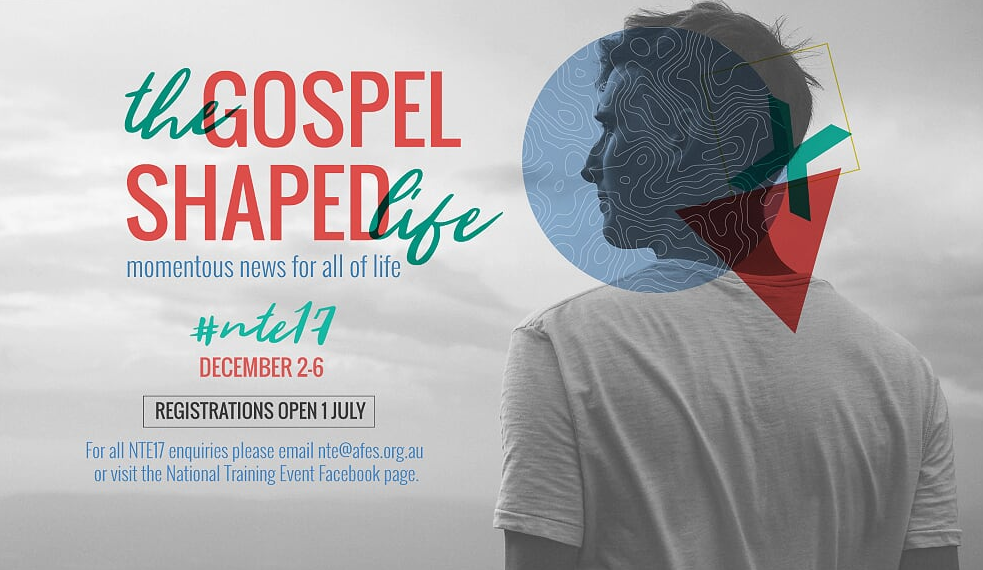 the GOSPEL
SHAPED life
momentous news for all of life
#nte17
DECEMBER 2-6
REGISTRATIONS OPEN 1 JULY
For all NTE17 enquiries please email nte@afes.org.au
or visit the National Training Event Facebook page.